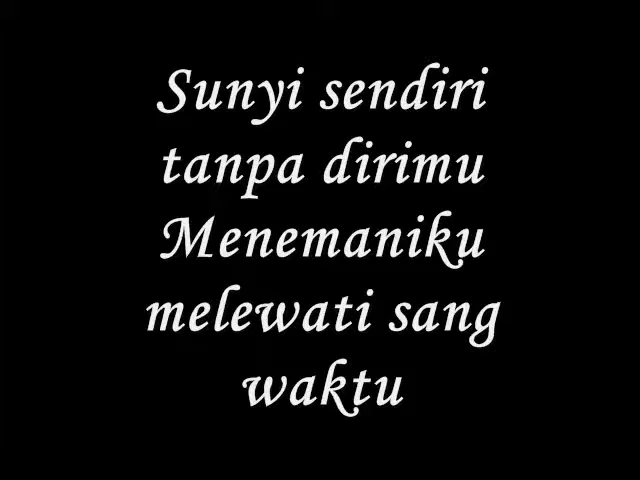 Sunyi sendiri
tanpa dirimu
Menemaniku
melewati sang
waktu